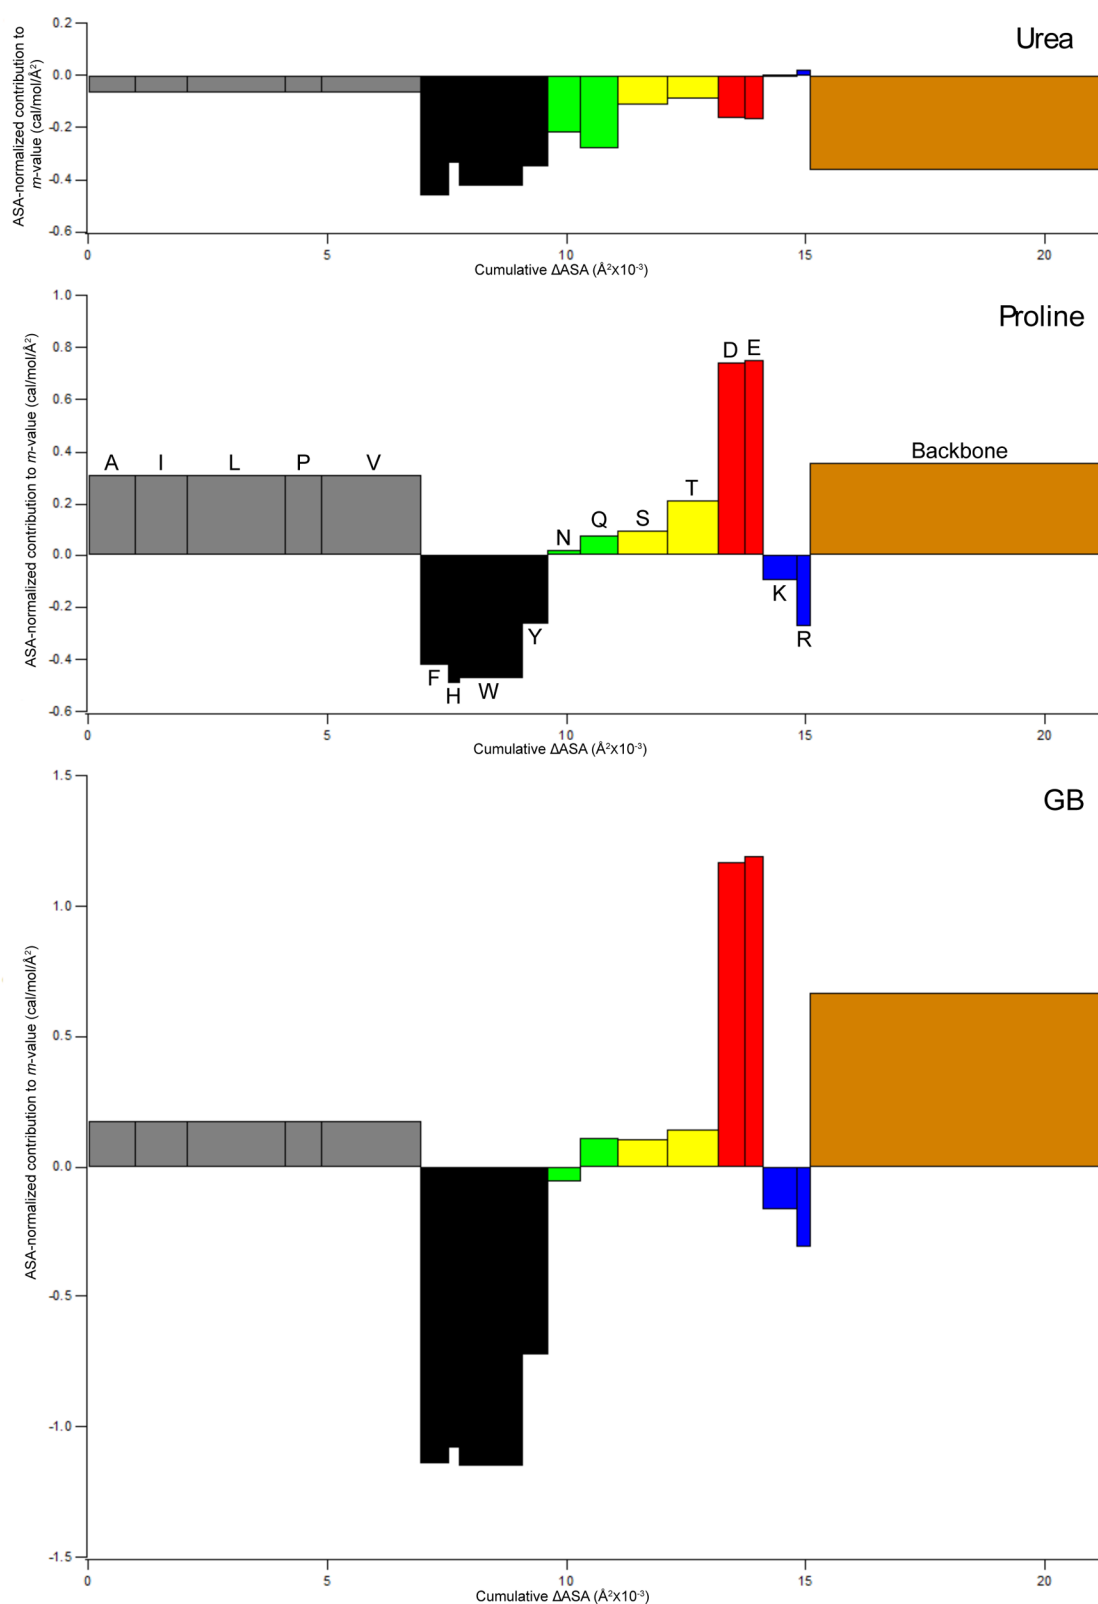 Urea
ASA-normalized contribution to
m-value (cal/mol/Å²)
0.2
0.0
-0.2
-0.4
-0.6
0 5 10 15 20
Cumulative ΔASA (Å²x10⁻³)
Proline
ASA-normalized contribution to m-value (cal/mol/Å²)
1.0
0.8
0.6
0.4
0.2
0.0
-0.2
-0.4
-0.6
A I L P V
F H W Y
N Q S T
D E
K R
Backbone
0 5 10 15 20
Cumulative ΔASA (Å²x10⁻³)
GB
ASA-normalized contribution to m-value (cal/mol/Å²)
1.5
1.0
0.5
0.0
-0.5
-1.0
-1.5
0 5 10 15 20
Cumulative ΔASA (Å²x10⁻³)